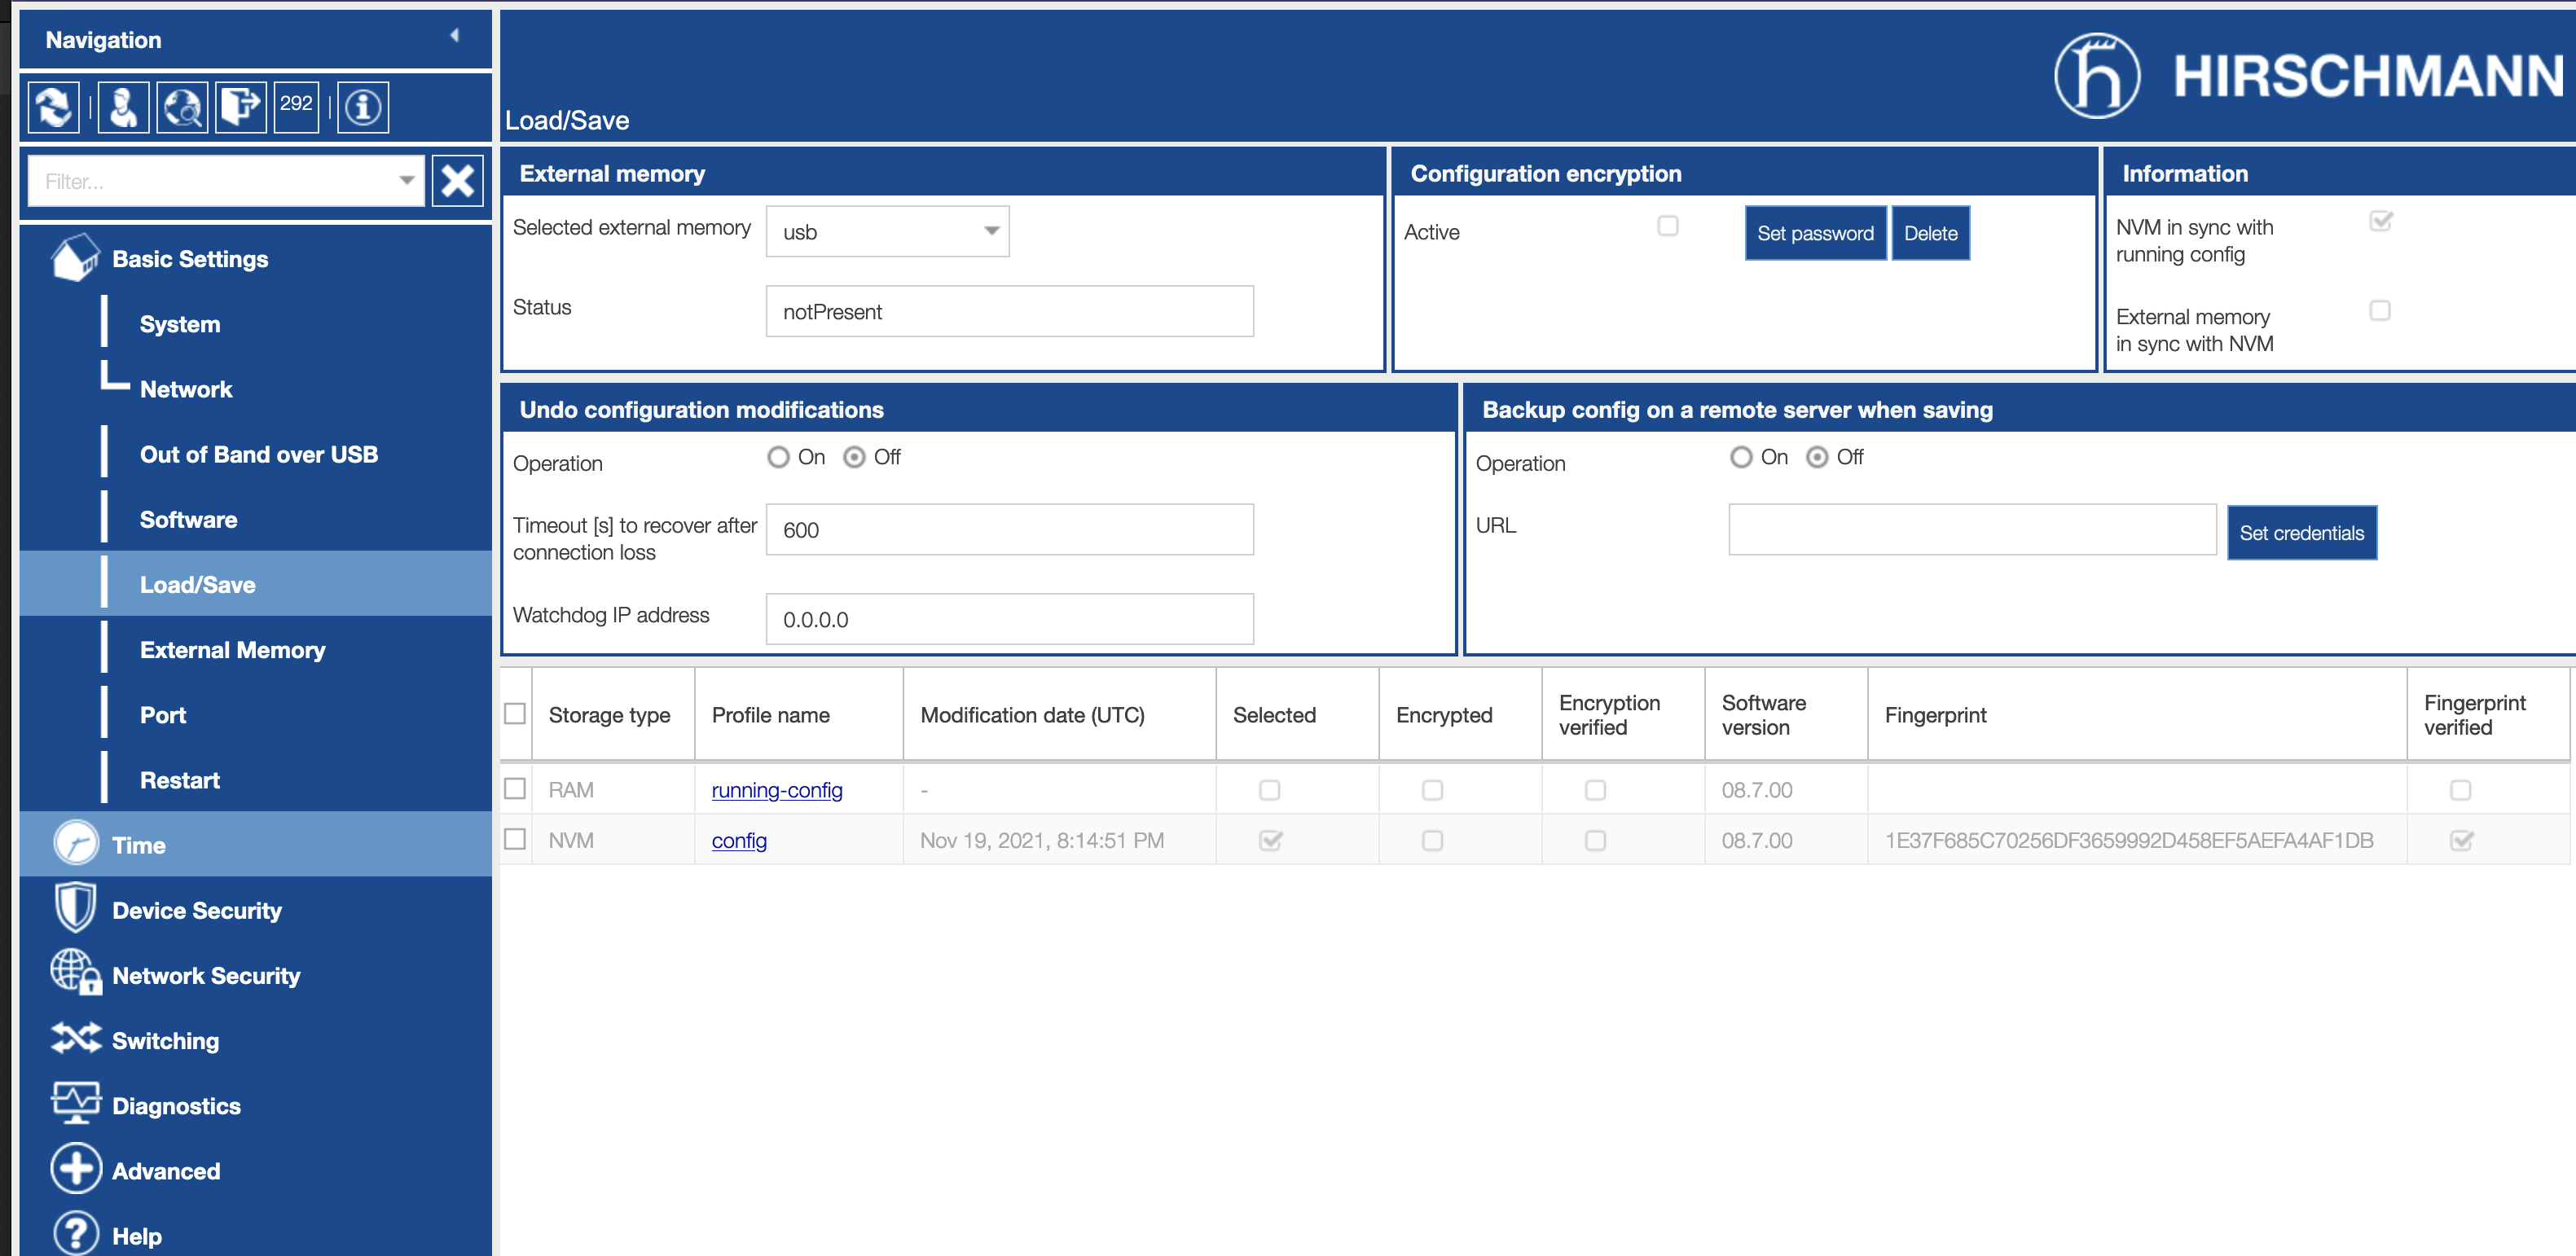 Navigation
292
Filter...
Basic Settings
System
Network
Out of Band over USB
Software
Load/Save
External Memory
Port
Restart
Time
Device Security
Network Security
Switching
Diagnostics
Advanced
Help
HIRSCHMANN
Load/Save
External memory
Selected external memory
usb
Status
notPresent
Configuration encryption
Active
Set password
Delete
Information
NVM in sync with
running config
External memory
in sync with NVM
Undo configuration modifications
Operation
On
Off
Timeout [s] to recover after
connection loss
600
Watchdog IP address
0.0.0.0
Backup config on a remote server when saving
Operation
On
Off
URL
Set credentials
Storage type
Profile name
Modification date (UTC)
Selected
Encrypted
Encryption
verified
Software
version
Fingerprint
Fingerprint
verified
RAM
running-config
-
08.7.00
NVM
config
Nov 19, 2021, 8:14:51 PM
08.7.00
1E37F685C70256DF3659992D458EF5AEFA4AF1DB